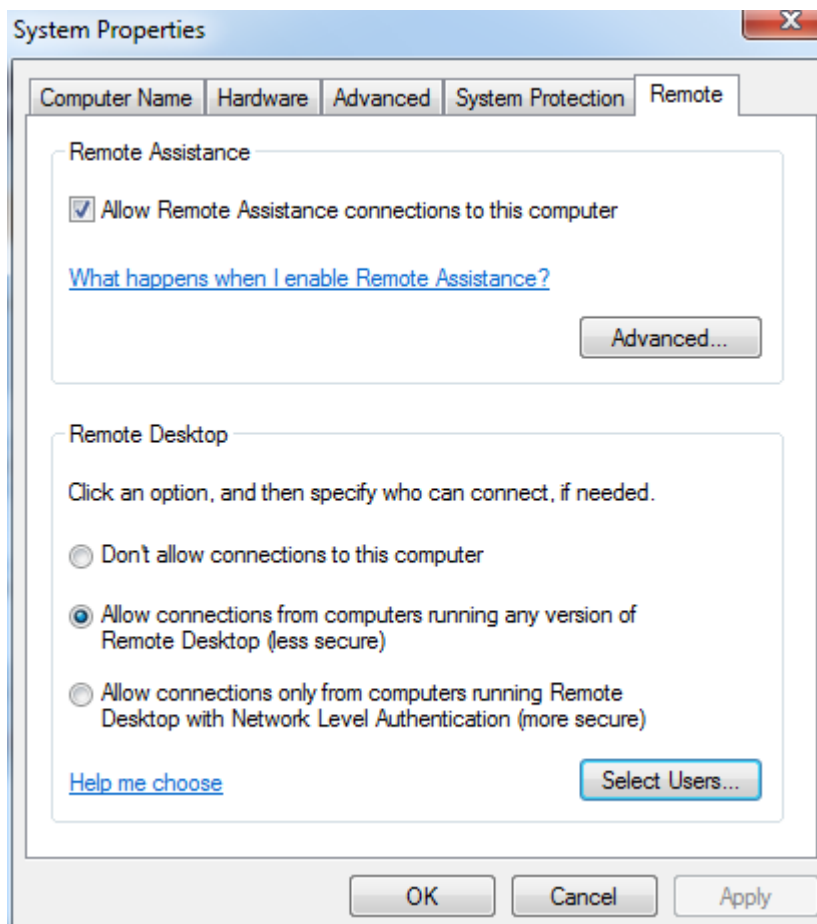 System Properties
Computer Name
Hardware
Advanced
System Protection
Remote
Remote Assistance
Allow Remote Assistance connections to this computer
What happens when I enable Remote Assistance?
Advanced...
Remote Desktop
Click an option, and then specify who can connect, if needed.
Don't allow connections to this computer
Allow connections from computers running any version of
Remote Desktop (less secure)
Allow connections only from computers running Remote
Desktop with Network Level Authentication (more secure)
Help me choose
Select Users...
OK
Cancel
Apply